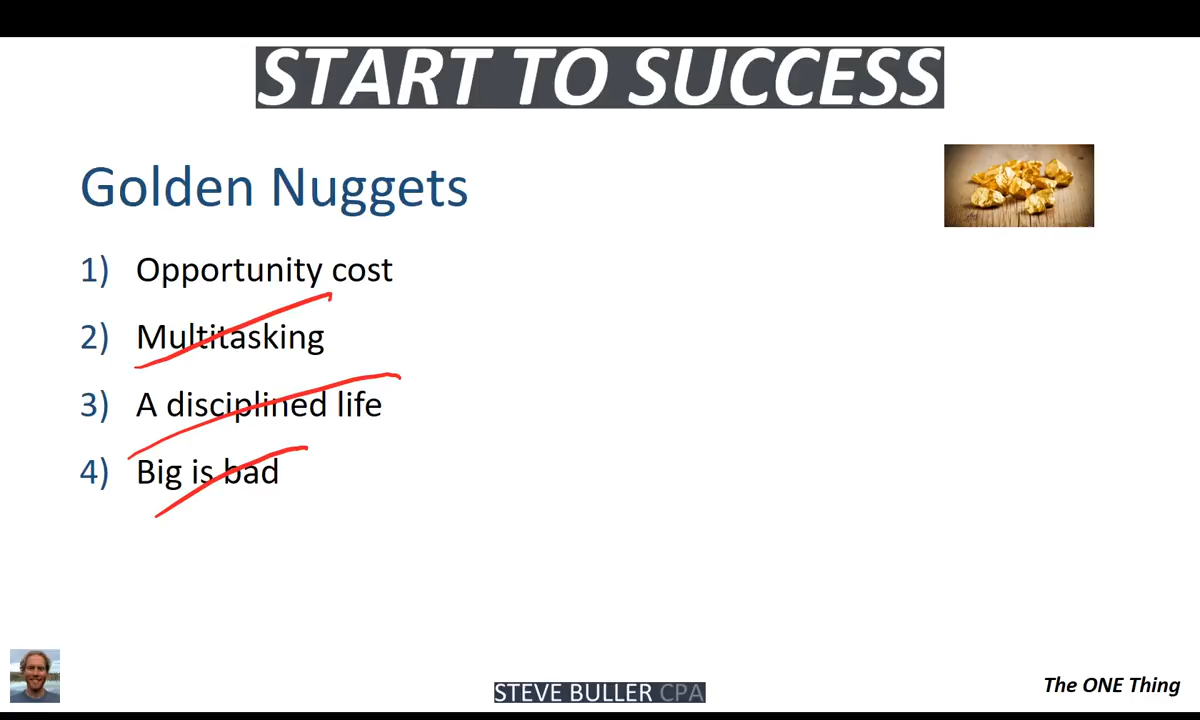 START TO SUCCESS
Golden Nuggets
1) Opportunity cost
2) Multitasking
3) A disciplined life
4) Big is bad
STEVE BULLER CPA
The ONE Thing